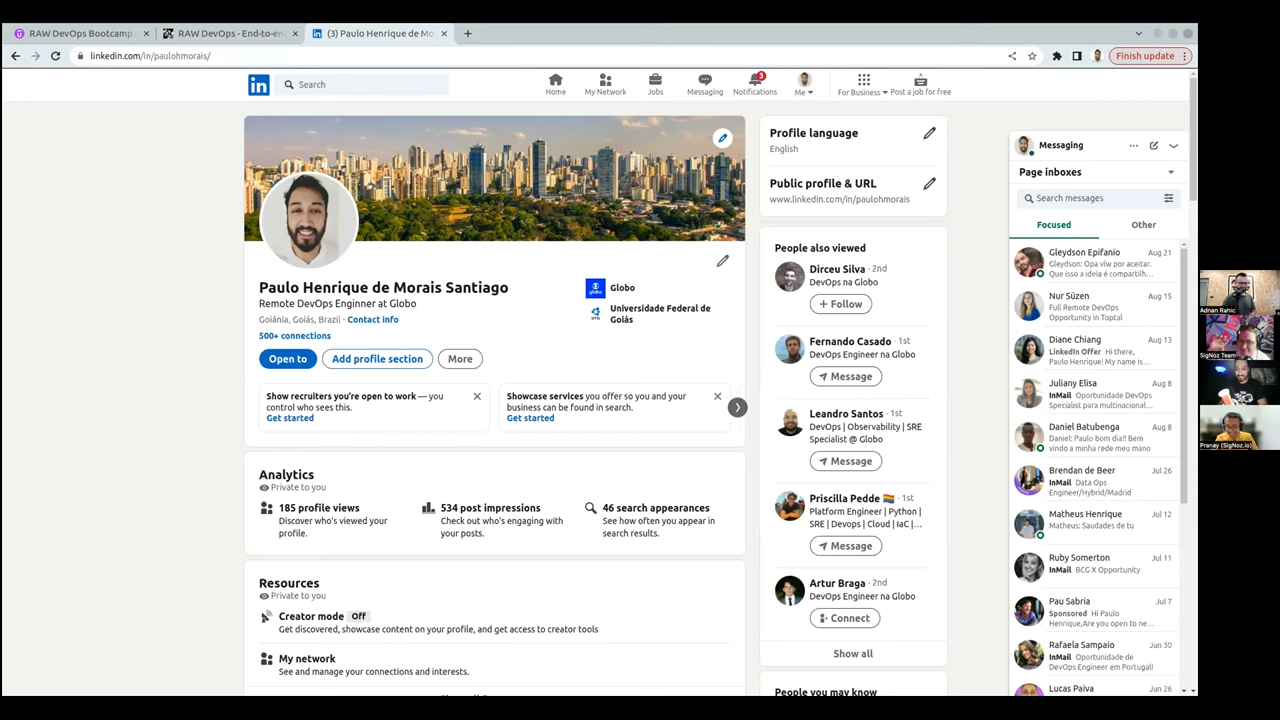 RAW DevOps Bootcamp
RAW DevOps - End-to-en
(3) Paulo Henrique de Mo
linkedin.com/in/paulohmorais/
Finish update
in
Search
Home
My Network
Jobs
Messaging
3
Notifications
Me
For Business
Post a job for free
Paulo Henrique de Morais Santiago
Remote DevOps Enginner at Globo
Goiânia, Goiás, Brazil · Contact info
500+ connections
Globo
Universidade Federal de
Goiás
Open to
Add profile section
More
Show recruiters you're open to work — you
control who sees this.
Get started
Showcase services you offer so you and your
business can be found in search.
Get started
Analytics
Private to you
185 profile views
Discover who's viewed your
profile.
534 post impressions
Check out who's engaging with
your posts.
46 search appearances
See how often you appear in
search results.
Resources
Private to you
Creator mode Off
Get discovered, showcase content on your profile, and get access to creator tools
My network
See and manage your connections and interests.
Profile language
English
Public profile & URL
www.linkedin.com/in/paulohmorais
People also viewed
Dirceu Silva · 2nd
DevOps na Globo
+ Follow
Fernando Casado · 1st
DevOps Engineer na Globo
Message
Leandro Santos · 1st
DevOps | Observability | SRE
Specialist @ Globo
Message
Priscilla Pedde 🏳️‍🌈 · 1st
Platform Engineer | Python |
SRE | Devops | Cloud | IaC |...
Message
Artur Braga · 2nd
DevOps Engineer na Globo
Connect
Show all
People you may know
Messaging
Page inboxes
Search messages
Focused
Other
Gleydson Epifanio Aug 21
Gleydson: Opa vlw por aceitar.
Que isso a ideia é compartilh...
Nur Süzen Aug 15
Full Remote DevOps
Opportunity in Toptal
Diane Chiang Aug 13
LinkedIn Offer Hi there,
Paulo Henrique! My name is...
Juliany Elisa Aug 8
InMail Oportunidade DevOps
Specialist para multinacional...
Daniel Batubenga Aug 8
Daniel: Paulo bom dia!! Bem
vindo a minha rede meu mano
Brendan de Beer Jul 26
InMail Data Ops
Engineer/Hybrid/Madrid
Matheus Henrique Jul 12
Matheus: Saudades de tu
Ruby Somerton Jul 11
InMail BCG X Opportunity
Pau Sabria Jul 7
Sponsored Hi Paulo
Henrique,Are you open to ne...
Rafaela Sampaio Jun 30
InMail Oportunidade de
DevOps Engineer em Portugal!
Lucas Paiva Jun 26
Adnan Rahic
SigNoz Team
Pranay (SigNoz.io)